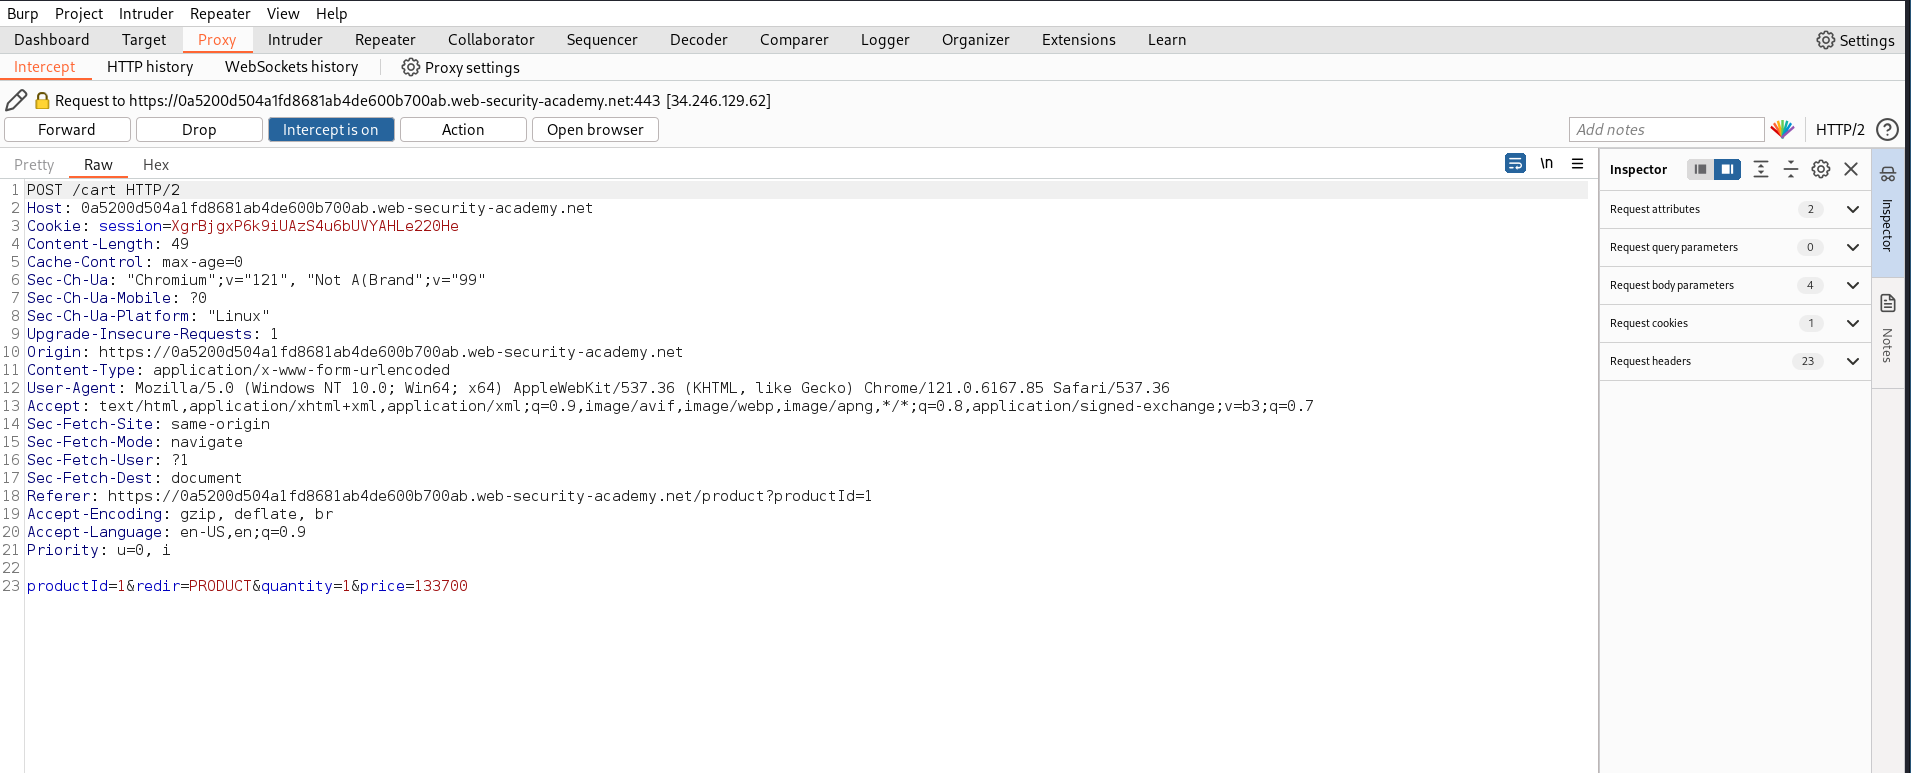 Burp Project Intruder Repeater View Help
Dashboard Target Proxy Intruder Repeater Collaborator Sequencer Decoder Comparer Logger Organizer Extensions Learn Settings
Intercept HTTP history WebSockets history Proxy settings
Request to https://0a5200d504a1fd8681ab4de600b700ab.web-security-academy.net:443 [34.246.129.62]
Forward Drop Intercept is on Action Open browser Add notes HTTP/2 ?
Pretty Raw Hex \n
Inspector
1 POST /cart HTTP/2
2 Host: 0a5200d504a1fd8681ab4de600b700ab.web-security-academy.net
3 Cookie: session=XgrBjgxP6k9iUAzS4u6bUVYAHLe220He
4 Content-Length: 49
5 Cache-Control: max-age=0
6 Sec-Ch-Ua: "Chromium";v="121", "Not A(Brand";v="99"
7 Sec-Ch-Ua-Mobile: ?0
8 Sec-Ch-Ua-Platform: "Linux"
9 Upgrade-Insecure-Requests: 1
10 Origin: https://0a5200d504a1fd8681ab4de600b700ab.web-security-academy.net
11 Content-Type: application/x-www-form-urlencoded
12 User-Agent: Mozilla/5.0 (Windows NT 10.0; Win64; x64) AppleWebKit/537.36 (KHTML, like Gecko) Chrome/121.0.6167.85 Safari/537.36
13 Accept: text/html,application/xhtml+xml,application/xml;q=0.9,image/avif,image/webp,image/apng,*/*;q=0.8,application/signed-exchange;v=b3;q=0.7
14 Sec-Fetch-Site: same-origin
15 Sec-Fetch-Mode: navigate
16 Sec-Fetch-User: ?1
17 Sec-Fetch-Dest: document
18 Referer: https://0a5200d504a1fd8681ab4de600b700ab.web-security-academy.net/product?productId=1
19 Accept-Encoding: gzip, deflate, br
20 Accept-Language: en-US,en;q=0.9
21 Priority: u=0, i
22
23 productId=1&redir=PRODUCT&quantity=1&price=133700
Request attributes 2
Request query parameters 0
Request body parameters 4
Request cookies 1
Request headers 23
Inspector
Notes